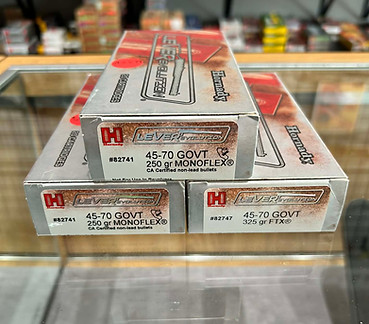 Hornady
Hornady
H LEVERevolution
#82741
45-70 GOVT
250 gr MONOFLEX®
CA Certified non-lead bullets
H LEVERevolution
#82741
45-70 GOVT
250 gr MONOFLEX®
CA Certified non-lead bullets
H LEVERevolution
#82747
45-70 GOVT
325 gr FTX®